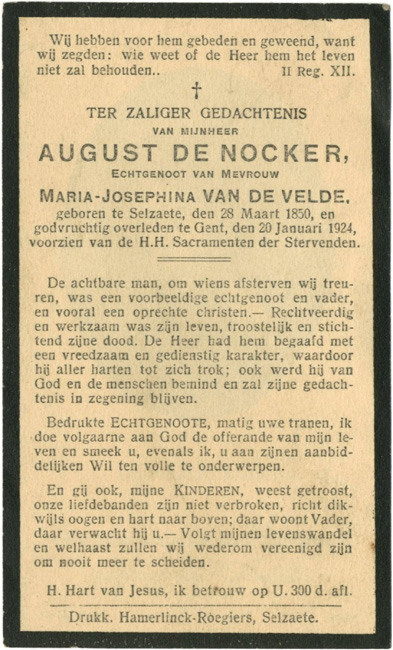 Wij hebben voor hem gebeden en geweend, want
wij zegden: wie weet of de Heer hem het leven
niet zal behouden.. II Reg. XII.
†
TER ZALIGER GEDACHTENIS
VAN MIJNHEER
AUGUST DE NOCKER,
ECHTGENOOT VAN MEVROUW
MARIA-JOSEPHINA VAN DE VELDE,
geboren te Selzaete, den 28 Maart 1850, en
godvruchtig overleden te Gent, den 20 Januari 1924,
voorzien van de H.H. Sacramenten der Stervenden.
De achtbare man, om wiens afsterven wij treu-
ren, was een voorbeeldige echtgenoot en vader,
en vooral een oprechte christen.— Rechtveerdig
en werkzaam was zijn leven, troostelijk en stich-
tend zijne dood. De Heer had hem begaafd met
een vreedzaam en gedienstig karakter, waardoor
hij aller harten tot zich trok; ook werd hij van
God en de menschen bemind en zal zijne gedach-
tenis in zegening blijven.
Bedrukte ECHTGENOOTE, matig uwe tranen, ik
doe volgaarne aan God de offerande van mijn le-
ven en smeek u, evenals ik, u aan zijnen aanbid-
delijken Wil ten volle te onderwerpen.
En gij ook, mijne KINDEREN, weest getroost,
onze liefdebanden zijn niet verbroken, richt dik-
wijls oogen en hart naar boven; daar woont Vader,
daar verwacht hij u.— Volgt mijnen levenswandel
en welhaast zullen wij wederom vereenigd zijn
om nooit meer te scheiden.
H. Hart van Jesus, ik betrouw op U. 300 d. afl.
Drukk. Hamerlinck-Roegiers, Selzaete.